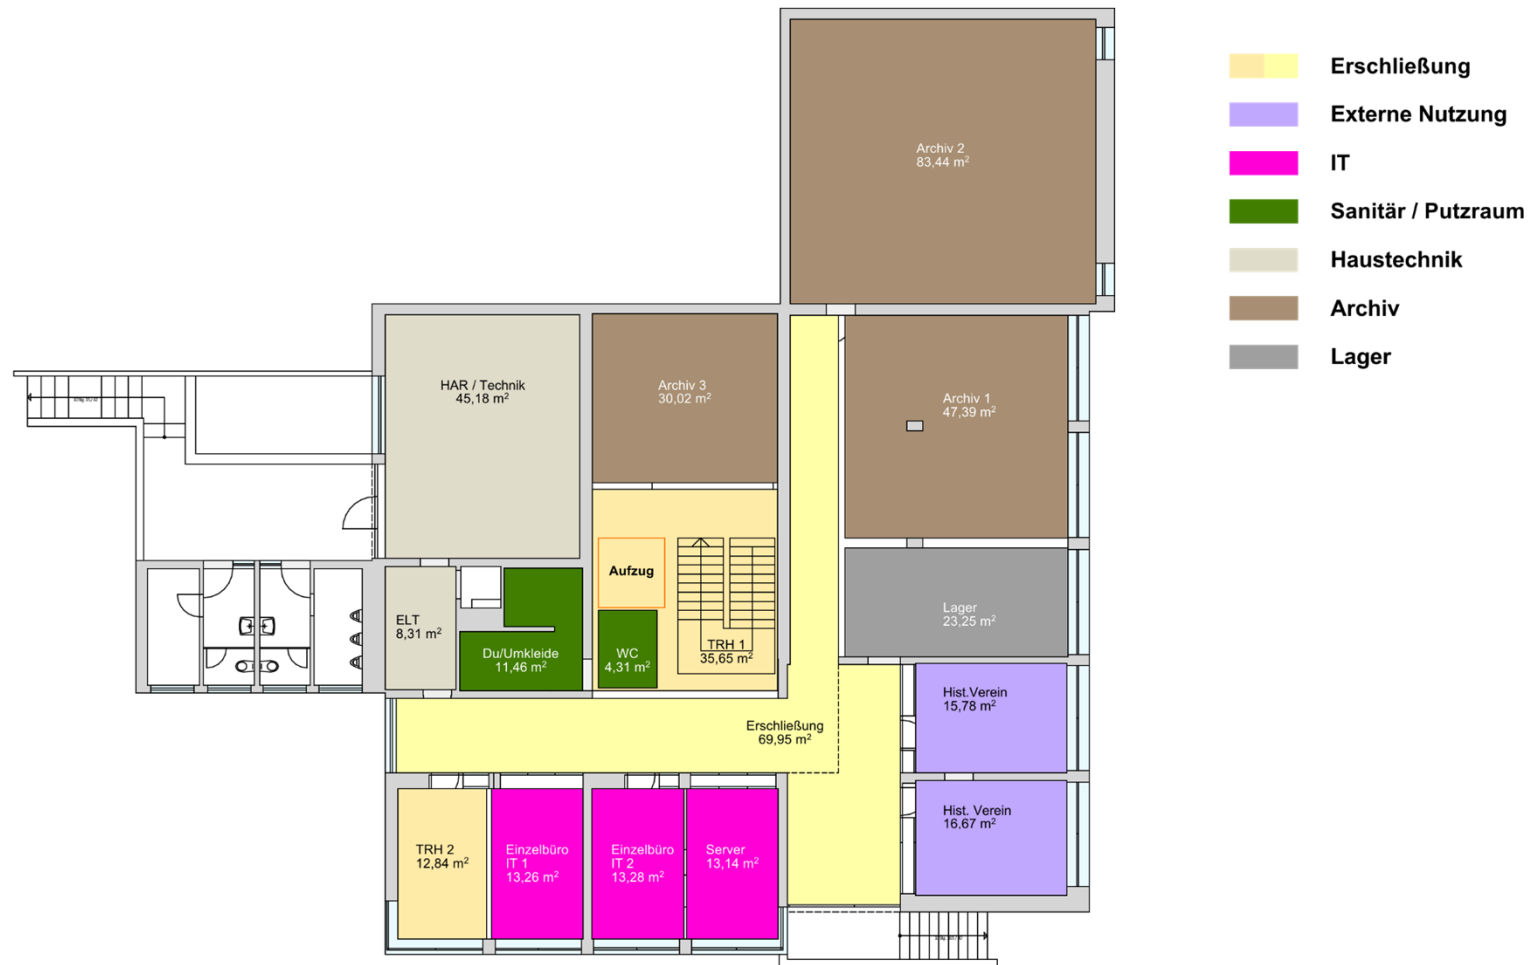 Archiv 2
83,44 m²
HAR / Technik
45,18 m²
Archiv 3
30,02 m²
Archiv 1
47,39 m²
Aufzug
ELT
8,31 m²
Du/Umkleide
11,46 m²
WC
4,31 m²
TRH 1
35,65 m²
Lager
23,25 m²
Hist.Verein
15,78 m²
Erschließung
69,95 m²
Hist. Verein
16,67 m²
TRH 2
12,84 m²
Einzelbüro
IT 1
13,26 m²
Einzelbüro
IT 2
13,28 m²
Server
13,14 m²
Erschließung
Externe Nutzung
IT
Sanitär / Putzraum
Haustechnik
Archiv
Lager